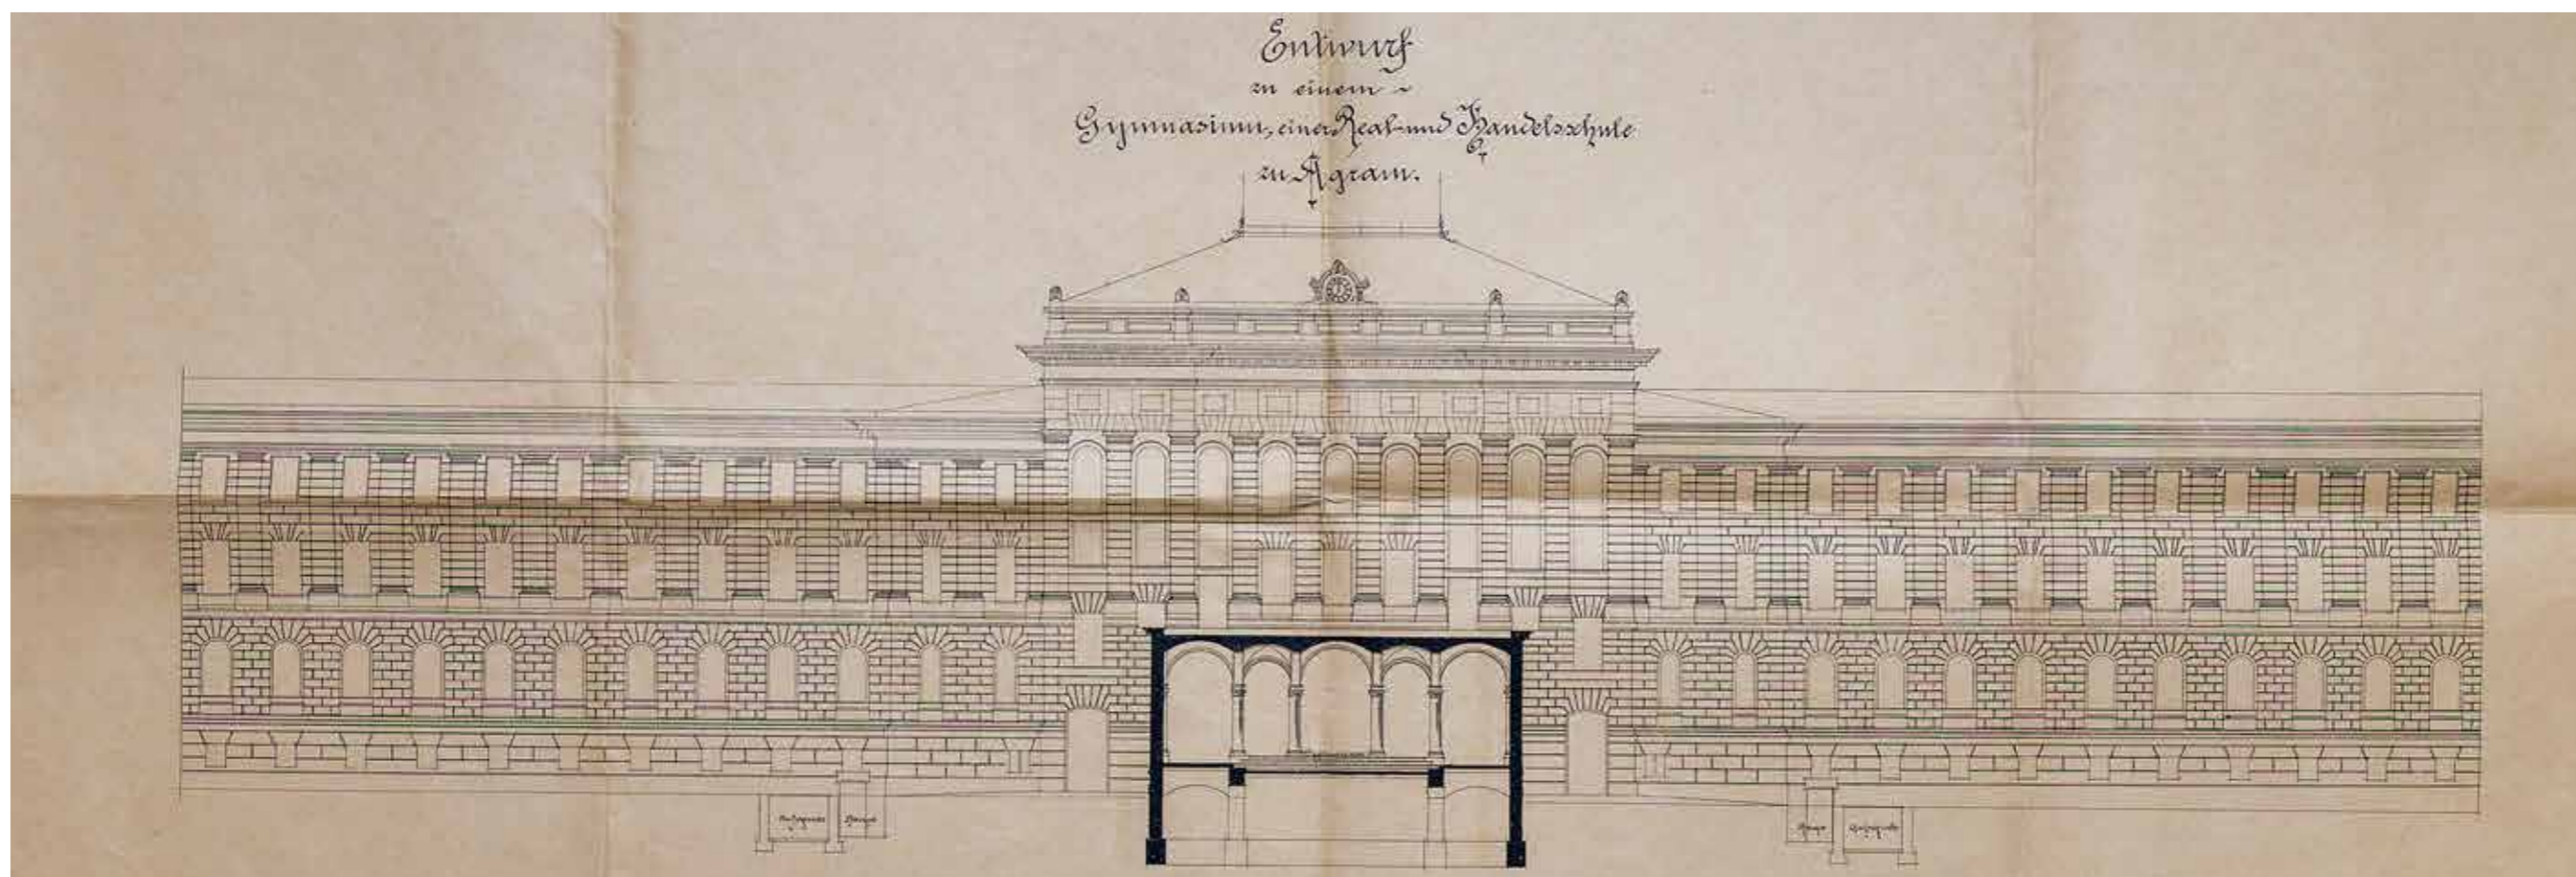 Entwurf
zu einem ~
Gymnasium, einer Real- und Handelsschule
zu Agram.